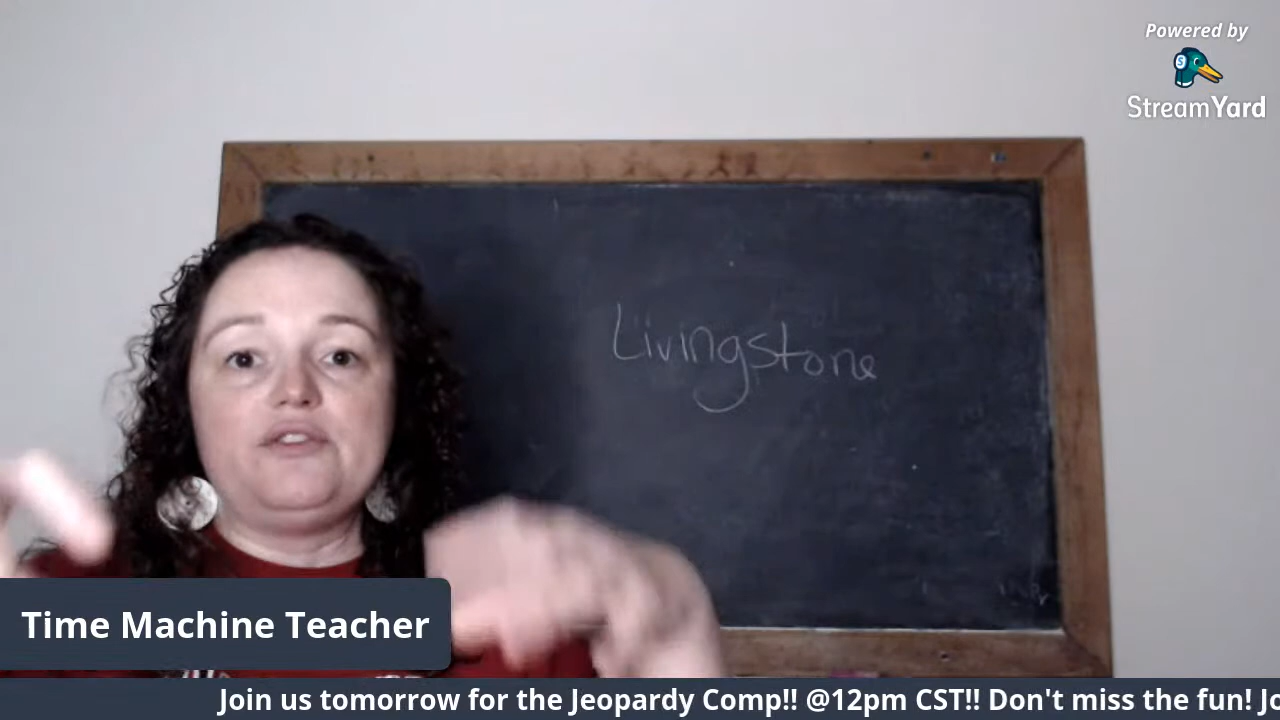 Powered by
StreamYard
Livingstone
Time Machine Teacher
Join us tomorrow for the Jeopardy Comp!! @12pm CST!! Don't miss the fun! Jo